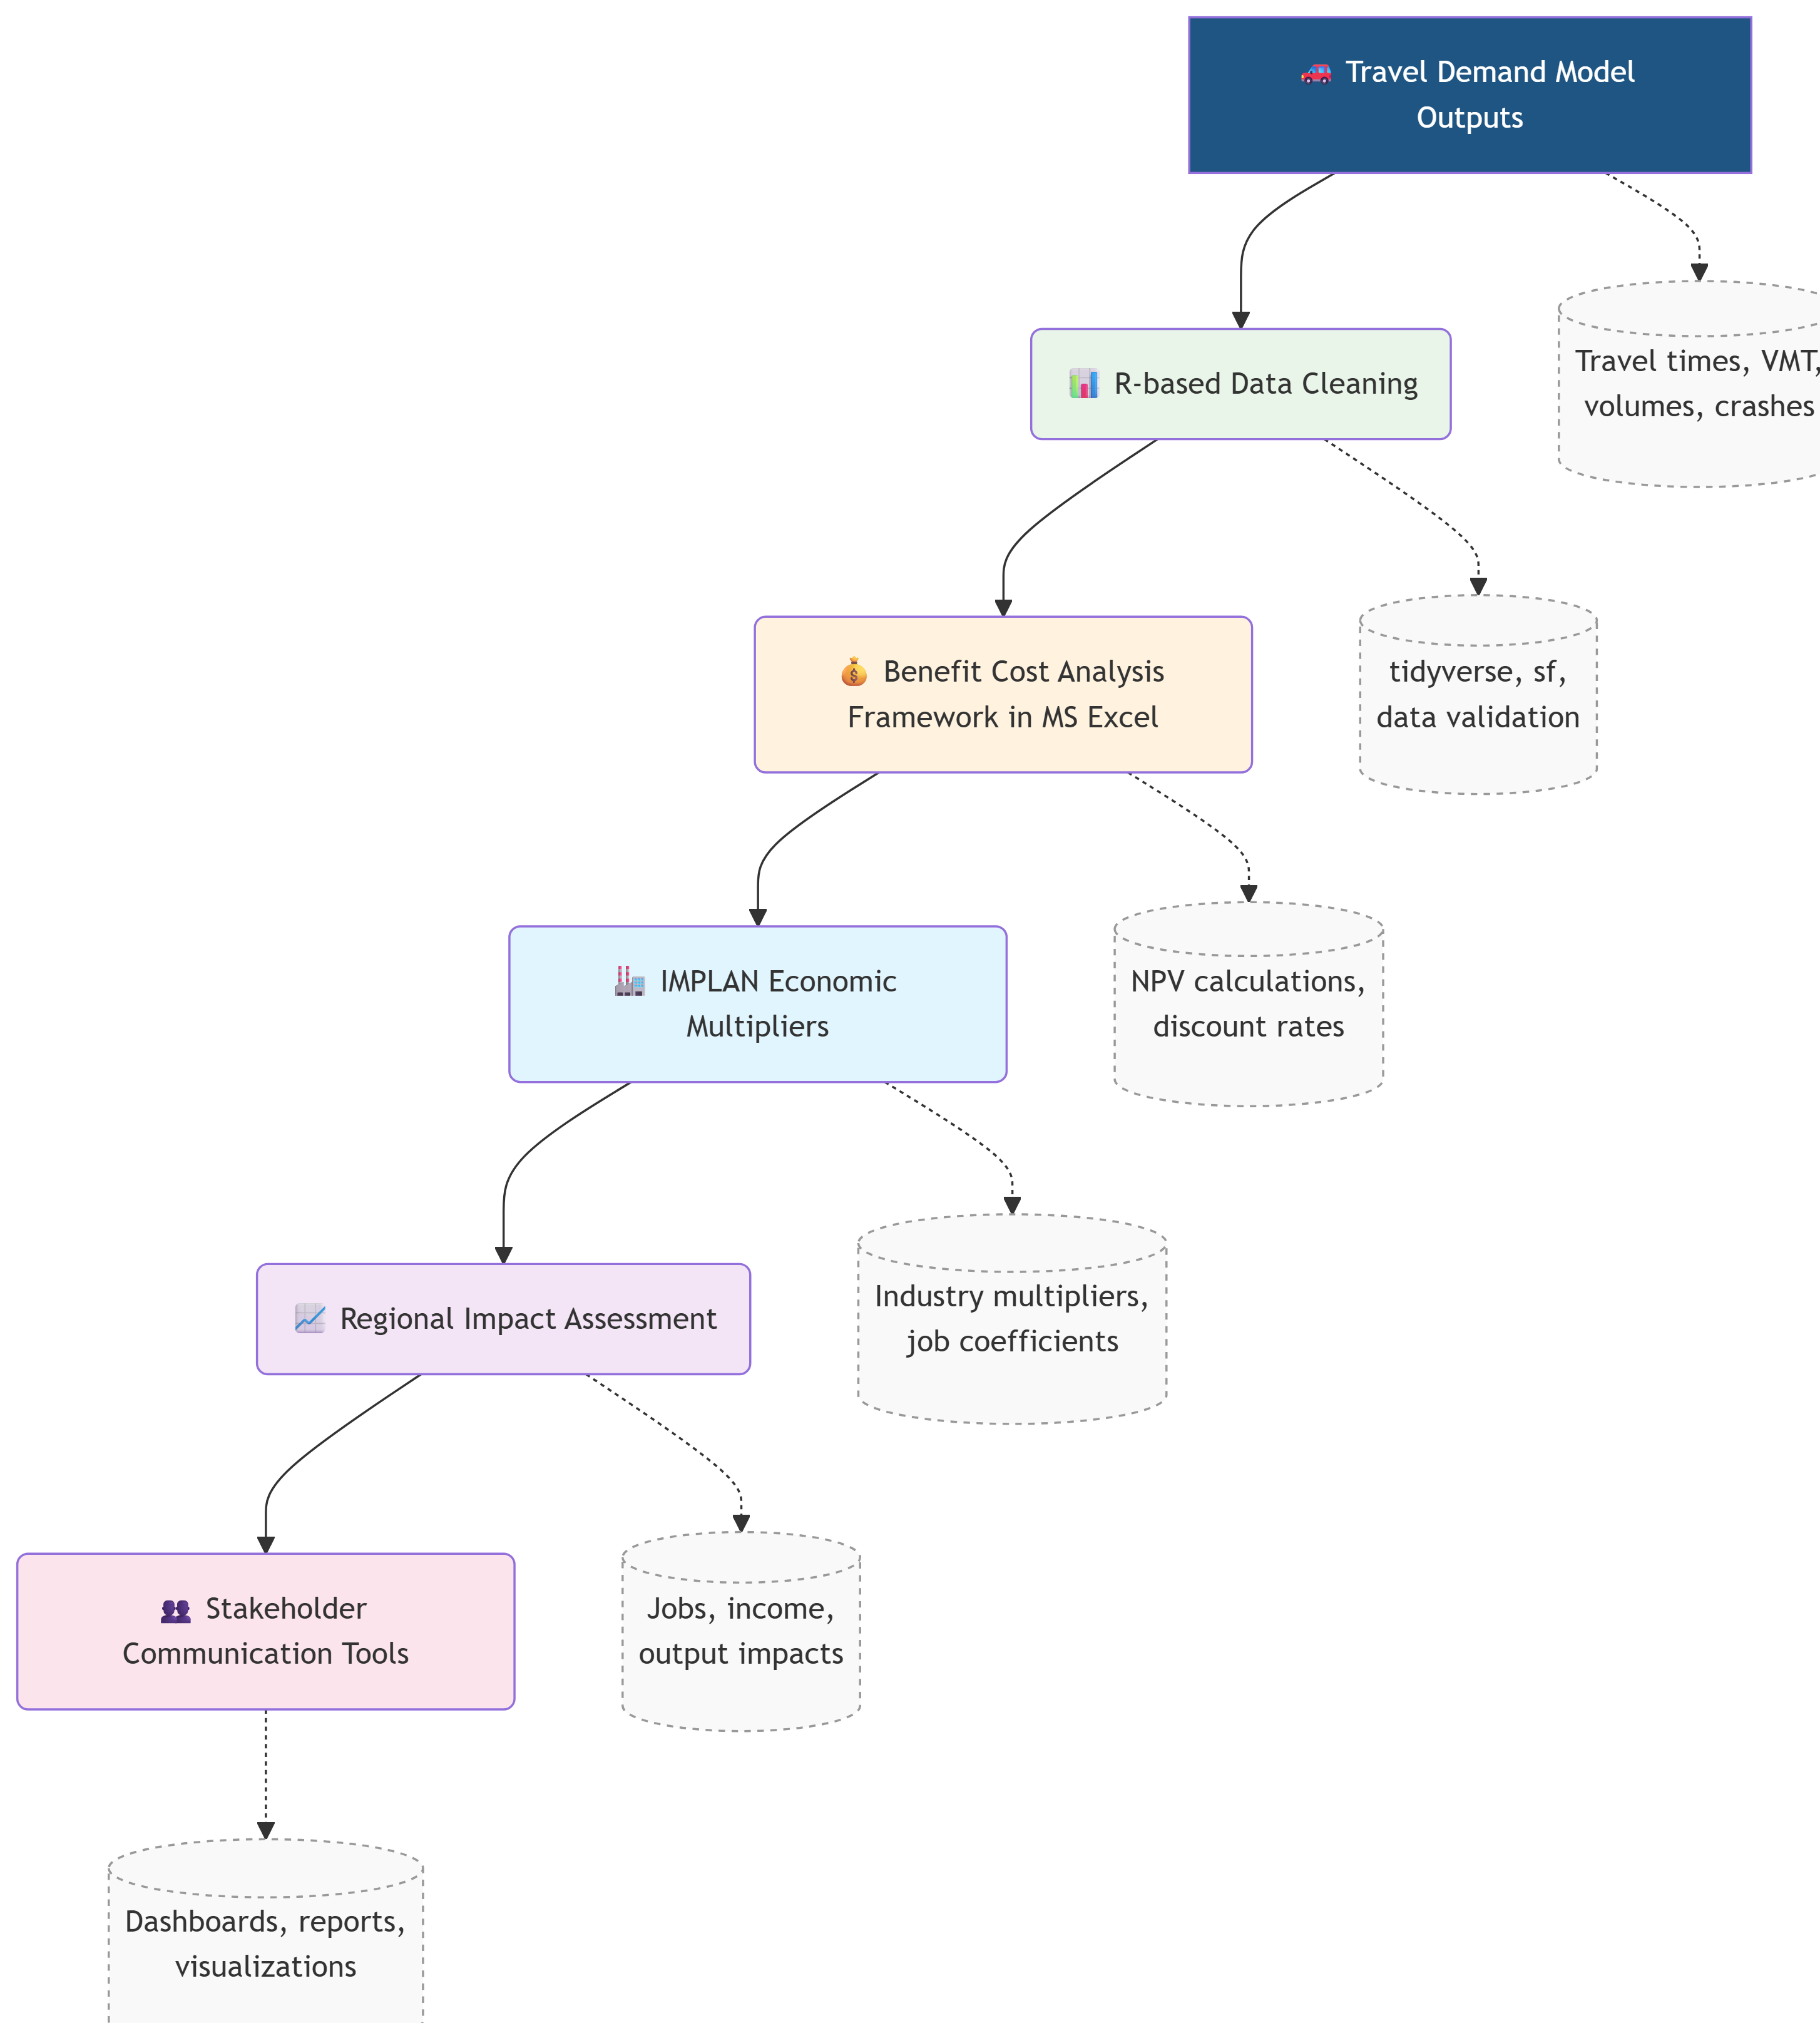 Travel Demand Model
Outputs
Travel times, VMT,
volumes, crashes
R-based Data Cleaning
tidyverse, sf,
data validation
Benefit Cost Analysis
Framework in MS Excel
NPV calculations,
discount rates
IMPLAN Economic
Multipliers
Industry multipliers,
job coefficients
Regional Impact Assessment
Jobs, income,
output impacts
Stakeholder
Communication Tools
Dashboards, reports,
visualizations